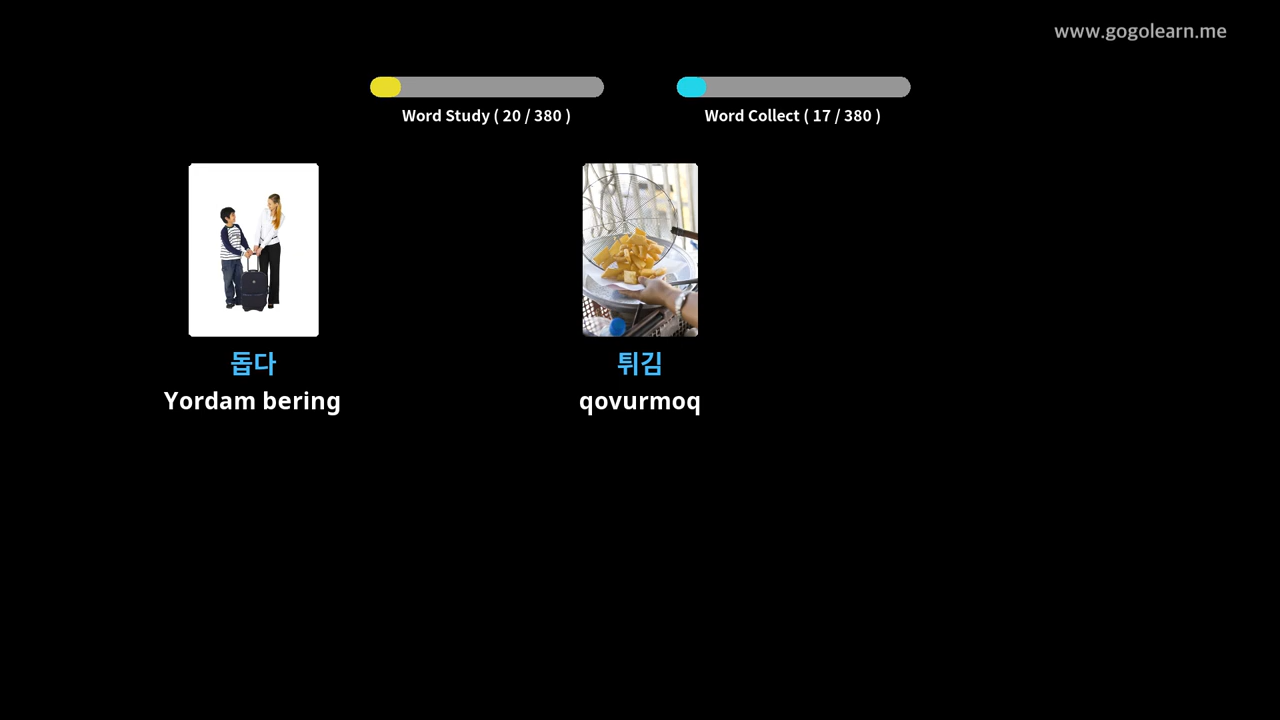 www.gogolearn.me
Word Study ( 20 / 380 )
Word Collect ( 17 / 380 )
돕다
튀김
Yordam bering
qovurmoq